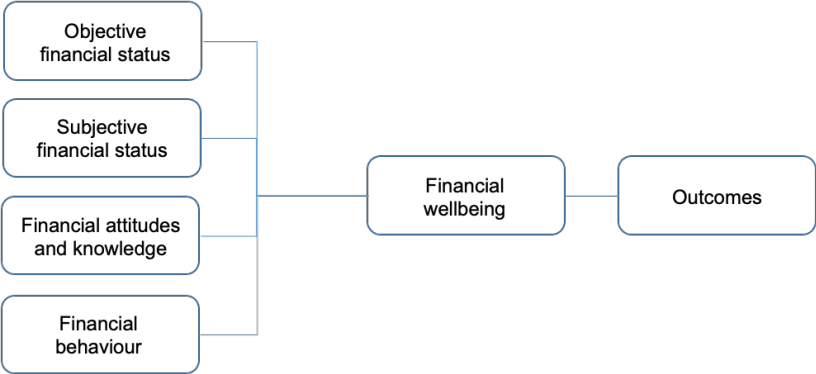 Objective
financial status
Subjective
financial status
Financial attitudes
and knowledge
Financial
behaviour
Financial
wellbeing
Outcomes